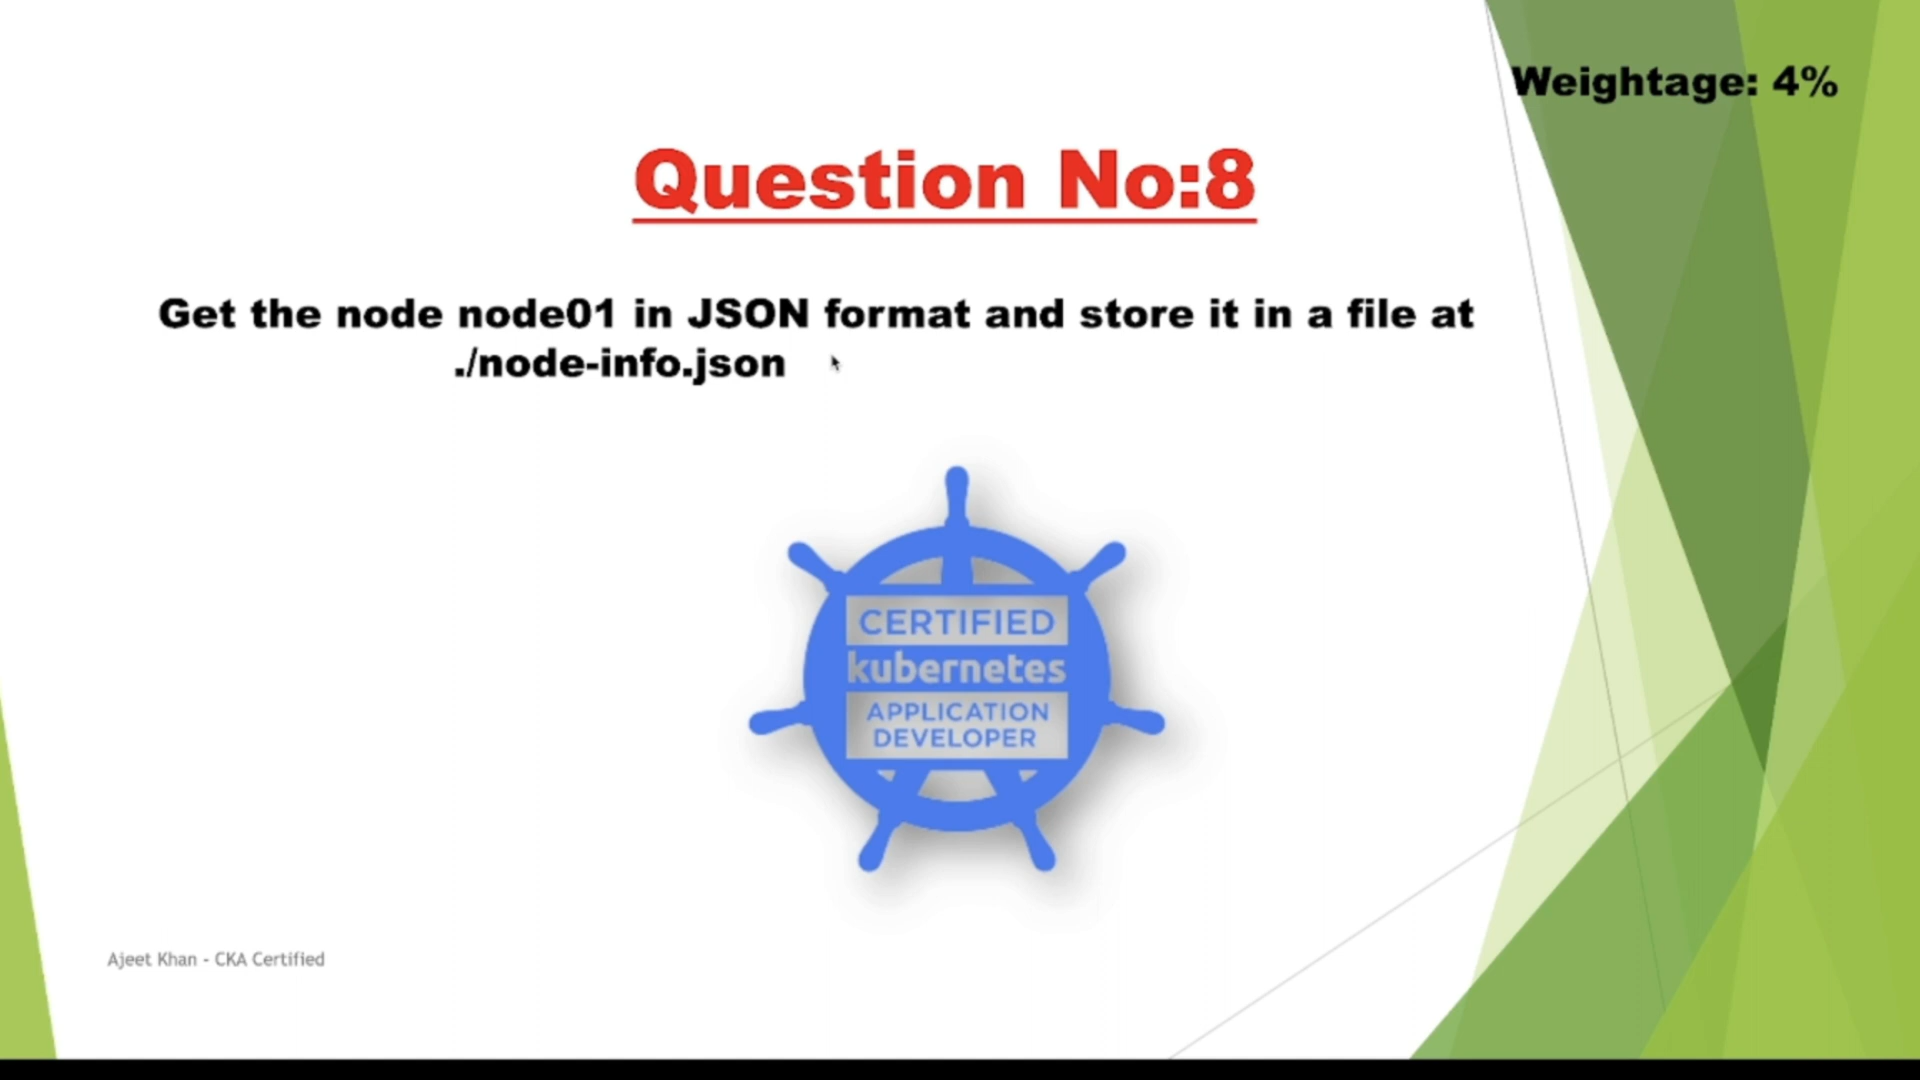 Weightage: 4%
Question No:8
Get the node node01 in JSON format and store it in a file at
./node-info.json
CERTIFIED
kubernetes
APPLICATION
DEVELOPER
Ajeet Khan - CKA Certified